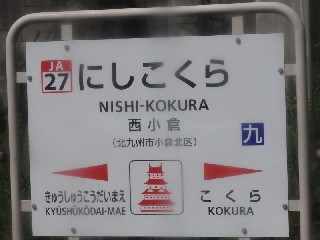 JA
27
にしこくら
NISHI-KOKURA
西小倉
(北九州市小倉北区)
九
きゅうしゅうこうだいまえ
KYŪSHŪKŌDAI-MAE
こくら
KOKURA